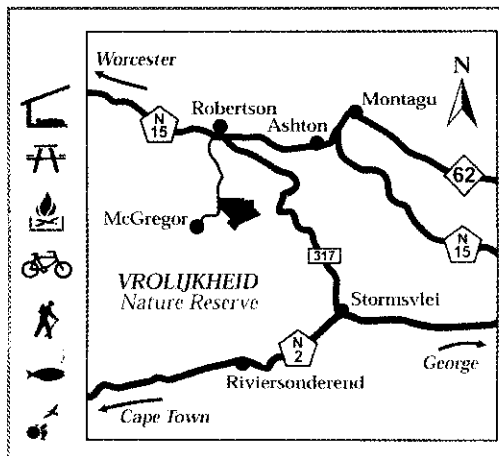 Worcester
N
Robertson
Montagu
N
15
Ashton
62
McGregor
317
N
15
VROLIJKHEID
Nature Reserve
Stormsvlei
N
2
George
Riviersonderend
Cape Town